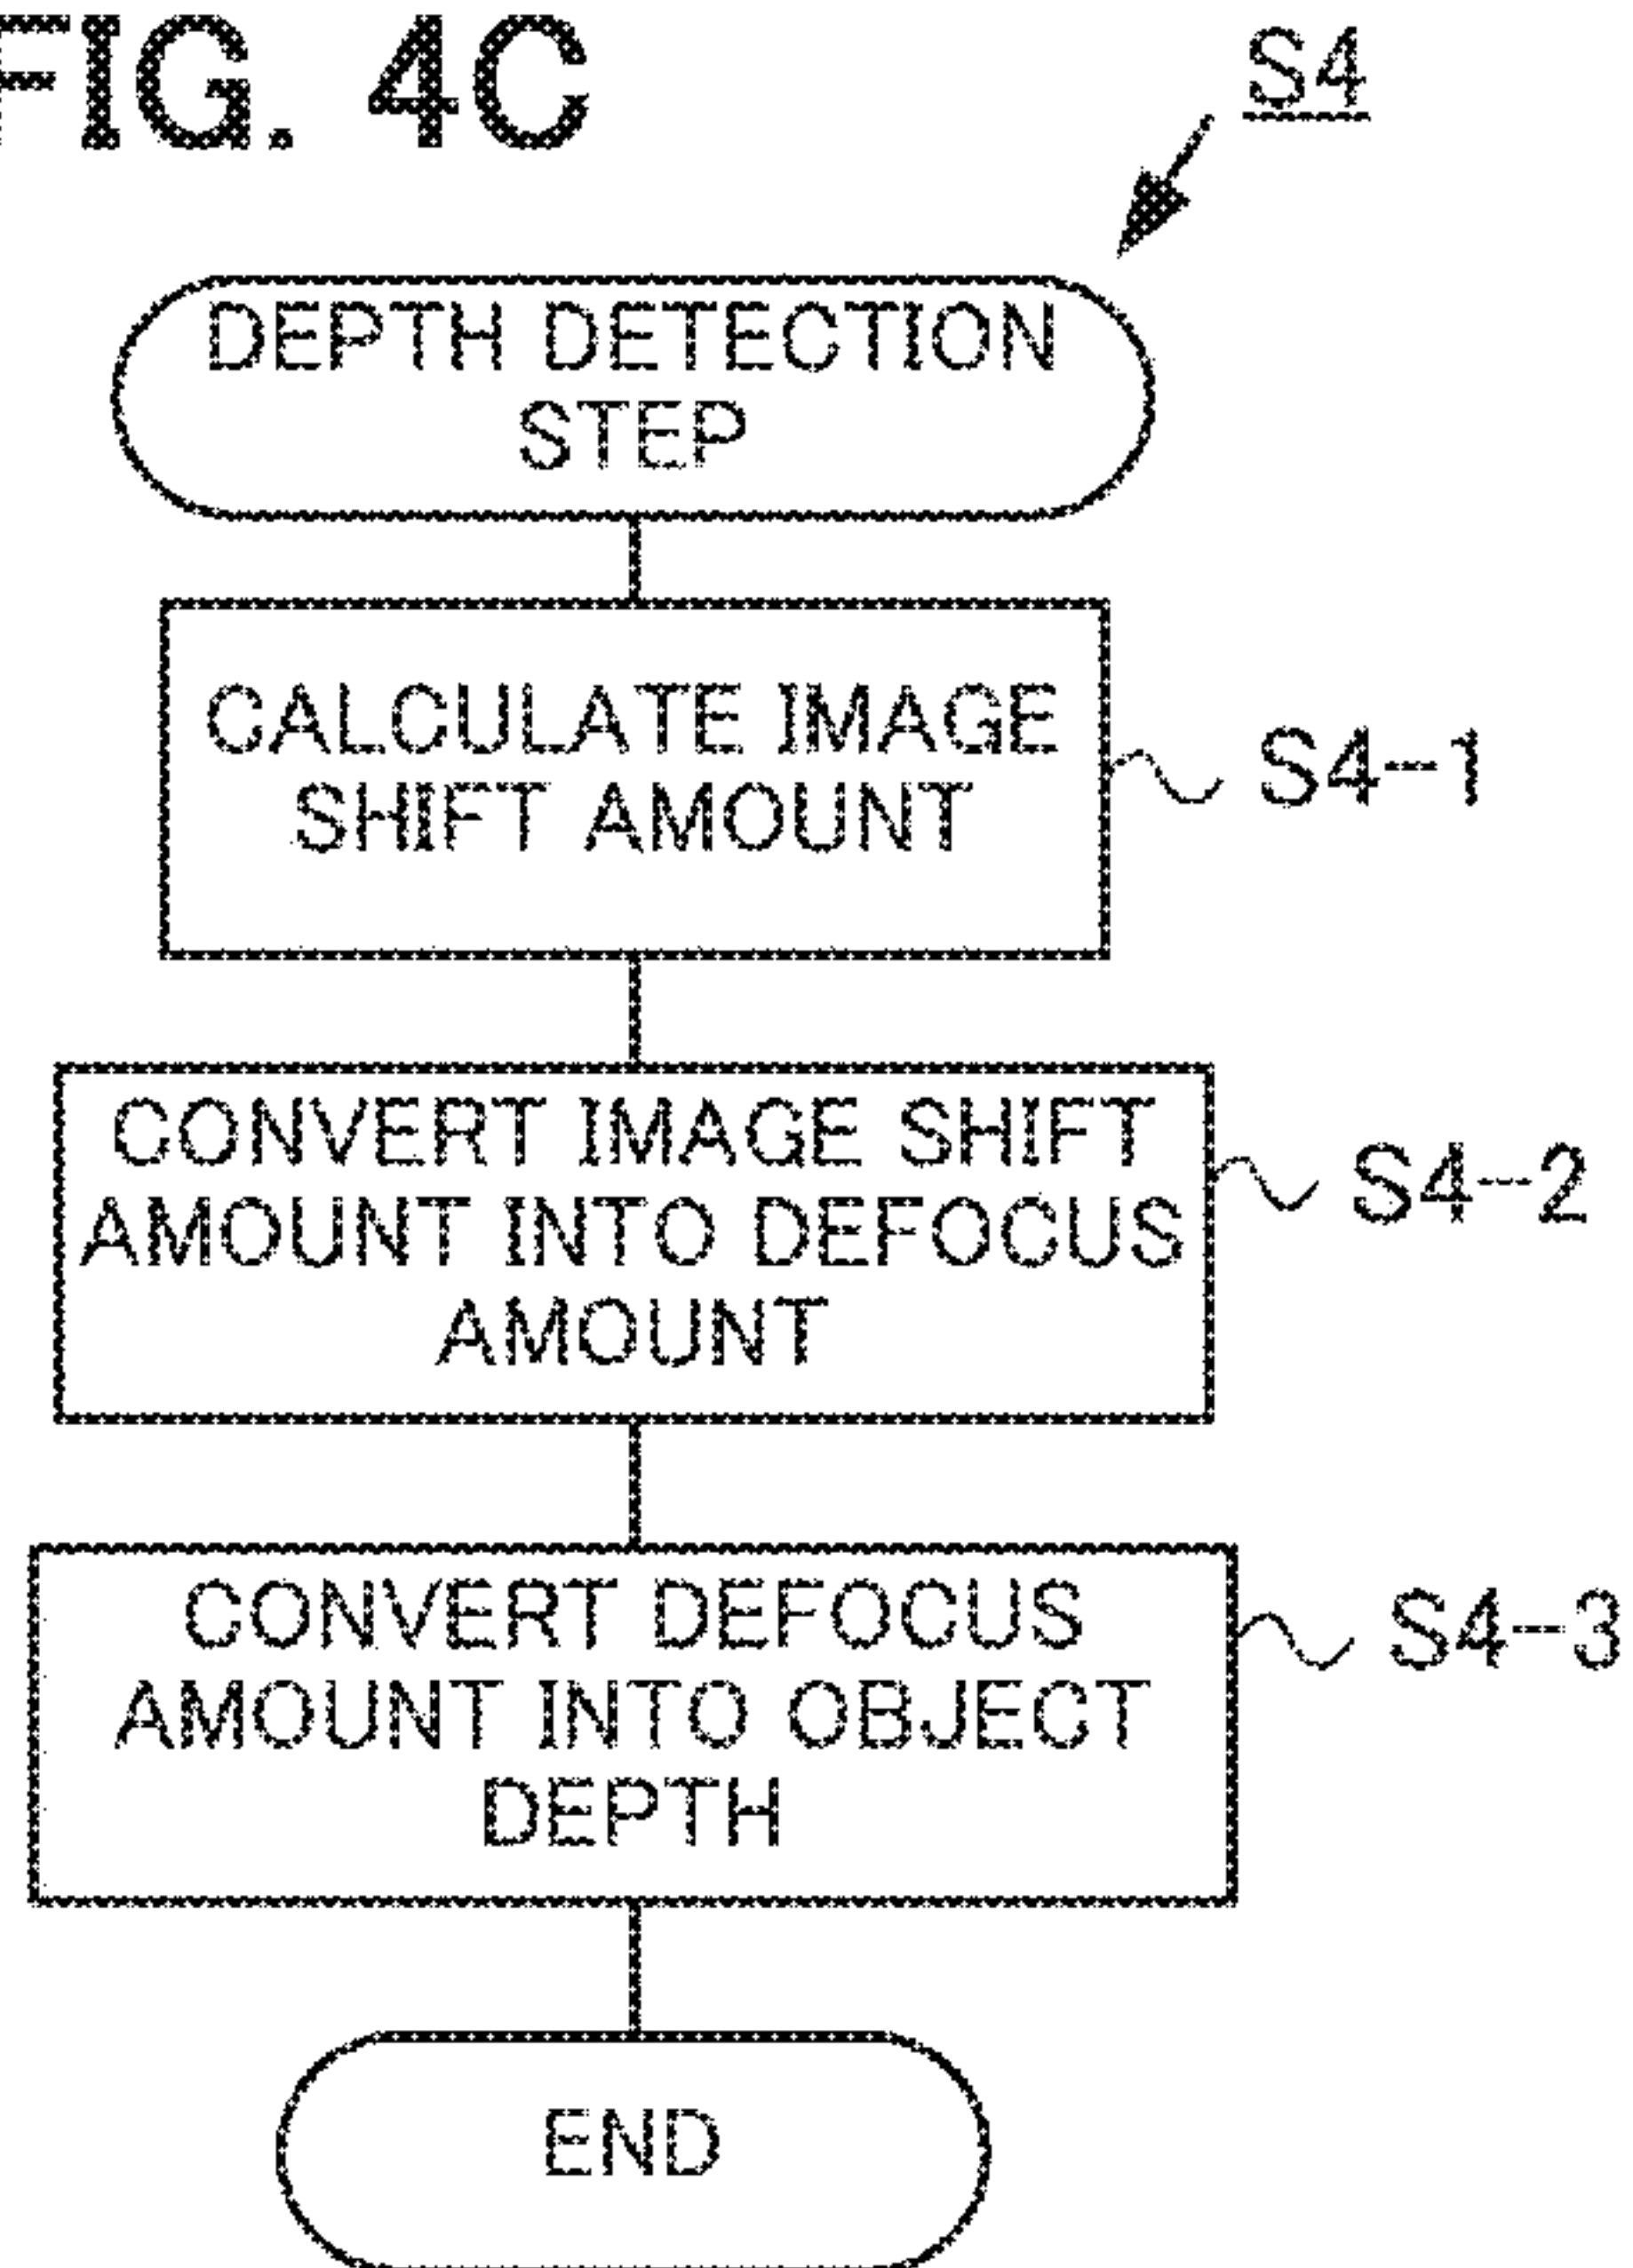 FIG. 4C
S4
DEPTH DETECTION
STEP
CALCULATE IMAGE
SHIFT AMOUNT
S4-1
CONVERT IMAGE SHIFT
AMOUNT INTO DEFOCUS
AMOUNT
S4-2
CONVERT DEFOCUS
AMOUNT INTO OBJECT
DEPTH
S4-3
END